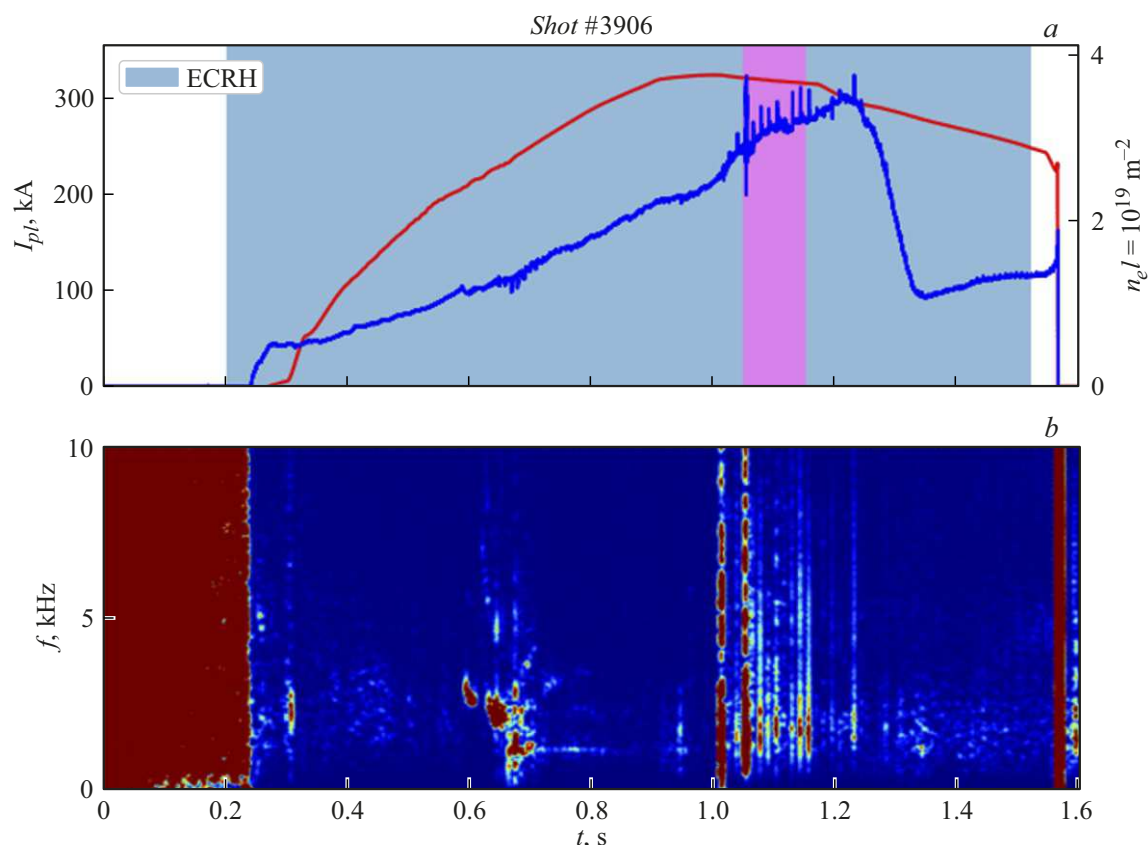 Shot #3906
a
ECRH
300
200
100
0
I_pl, kA
4
2
0
n_e l = 10^19 m^−2
b
10
5
0
f, kHz
0 0.2 0.4 0.6 0.8 1.0 1.2 1.4 1.6
t, s